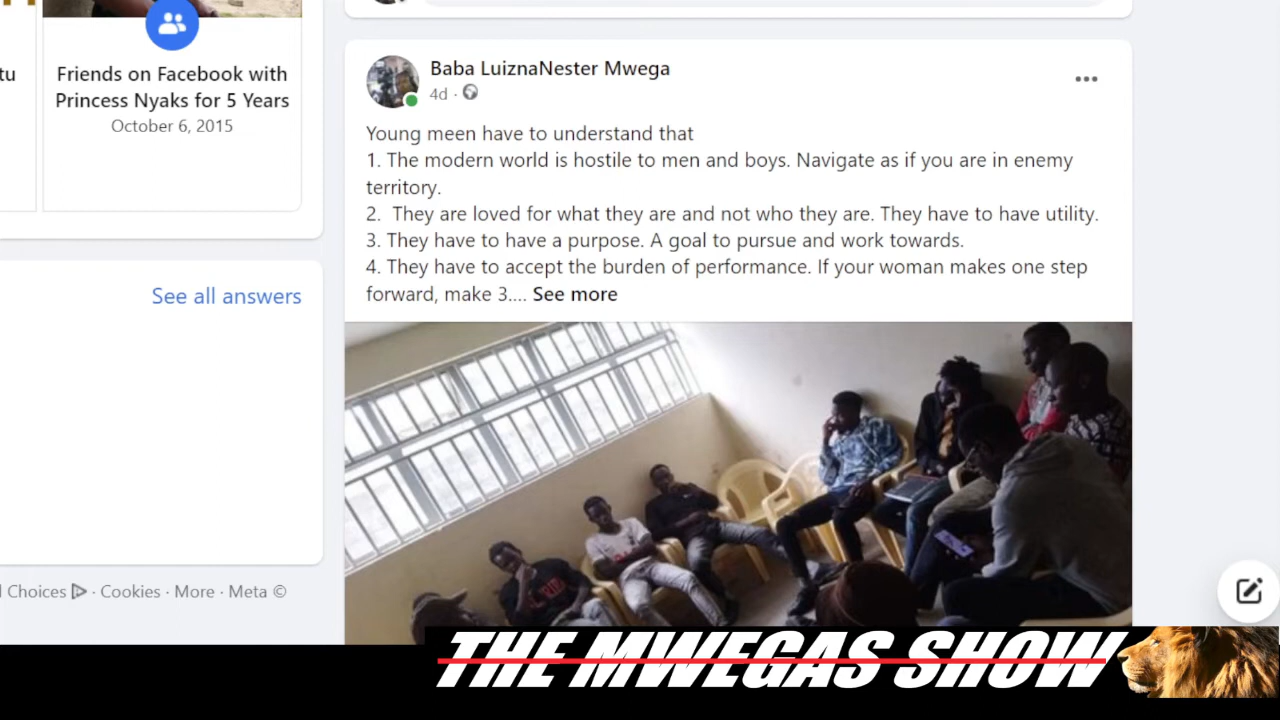 tu
Friends on Facebook with
Princess Nyaks for 5 Years
October 6, 2015
See all answers
Choices · Cookies · More · Meta ©
Baba LuiznaNester Mwega
4d ·
Young meen have to understand that
1. The modern world is hostile to men and boys. Navigate as if you are in enemy
territory.
2.  They are loved for what they are and not who they are. They have to have utility.
3. They have to have a purpose. A goal to pursue and work towards.
4. They have to accept the burden of performance. If your woman makes one step
forward, make 3.... See more
THE MWEGAS SHOW